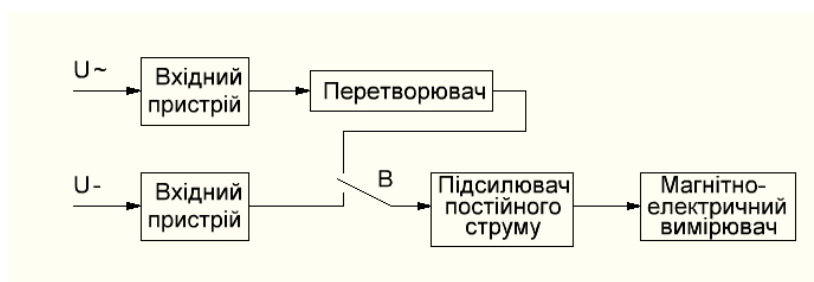 U~
Вхідний
пристрій
Перетворювач
U-
Вхідний
пристрій
В
Підсилювач
постійного
струму
Магнітно-
електричний
вимірювач